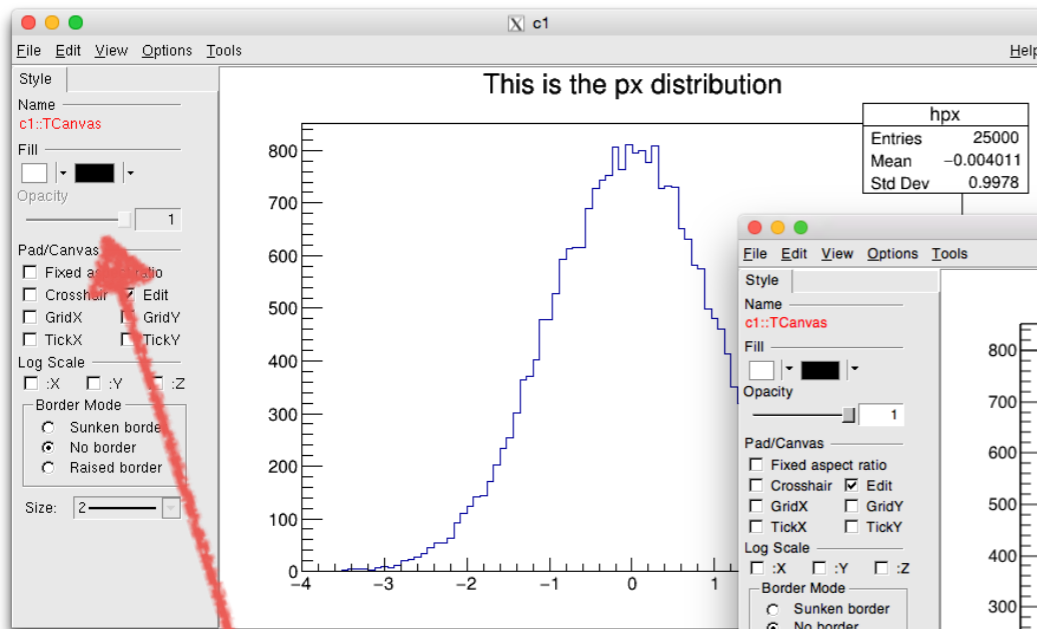 c1
File Edit View Options Tools Help
Style
Name
c1::TCanvas
Fill
Opacity
1
Pad/Canvas
Fixed aspect ratio
Crosshair Edit
GridX GridY
TickX TickY
Log Scale
:X :Y :Z
Border Mode
Sunken border
No border
Raised border
Size: 2
This is the px distribution
hpx
Entries 25000
Mean −0.004011
Std Dev 0.9978
800
700
600
500
400
300
200
100
0
−4 −3 −2 −1 0 1
File Edit View Options Tools
Style
Name
c1::TCanvas
Fill
Opacity
1
Pad/Canvas
Fixed aspect ratio
Crosshair Edit
GridX GridY
TickX TickY
Log Scale
:X :Y :Z
Border Mode
Sunken border
No border
800
700
600
500
400
300